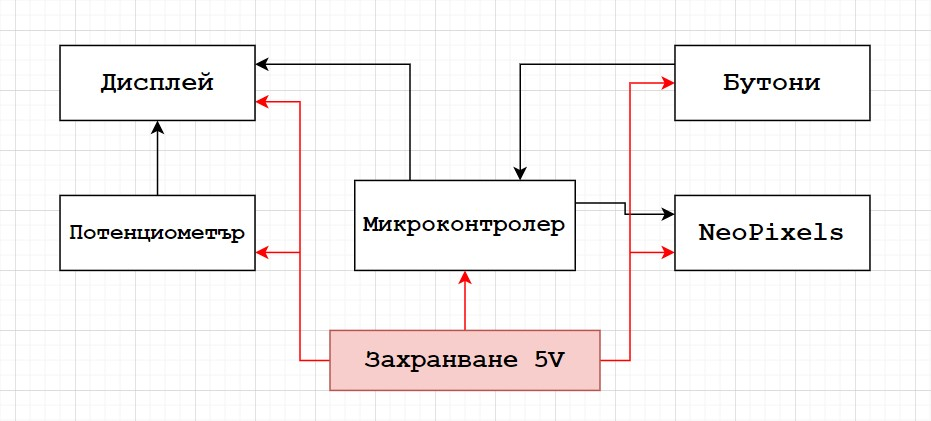 Дисплей
Бутони
Потенциометър
Микроконтролер
NeoPixels
Захранване 5V